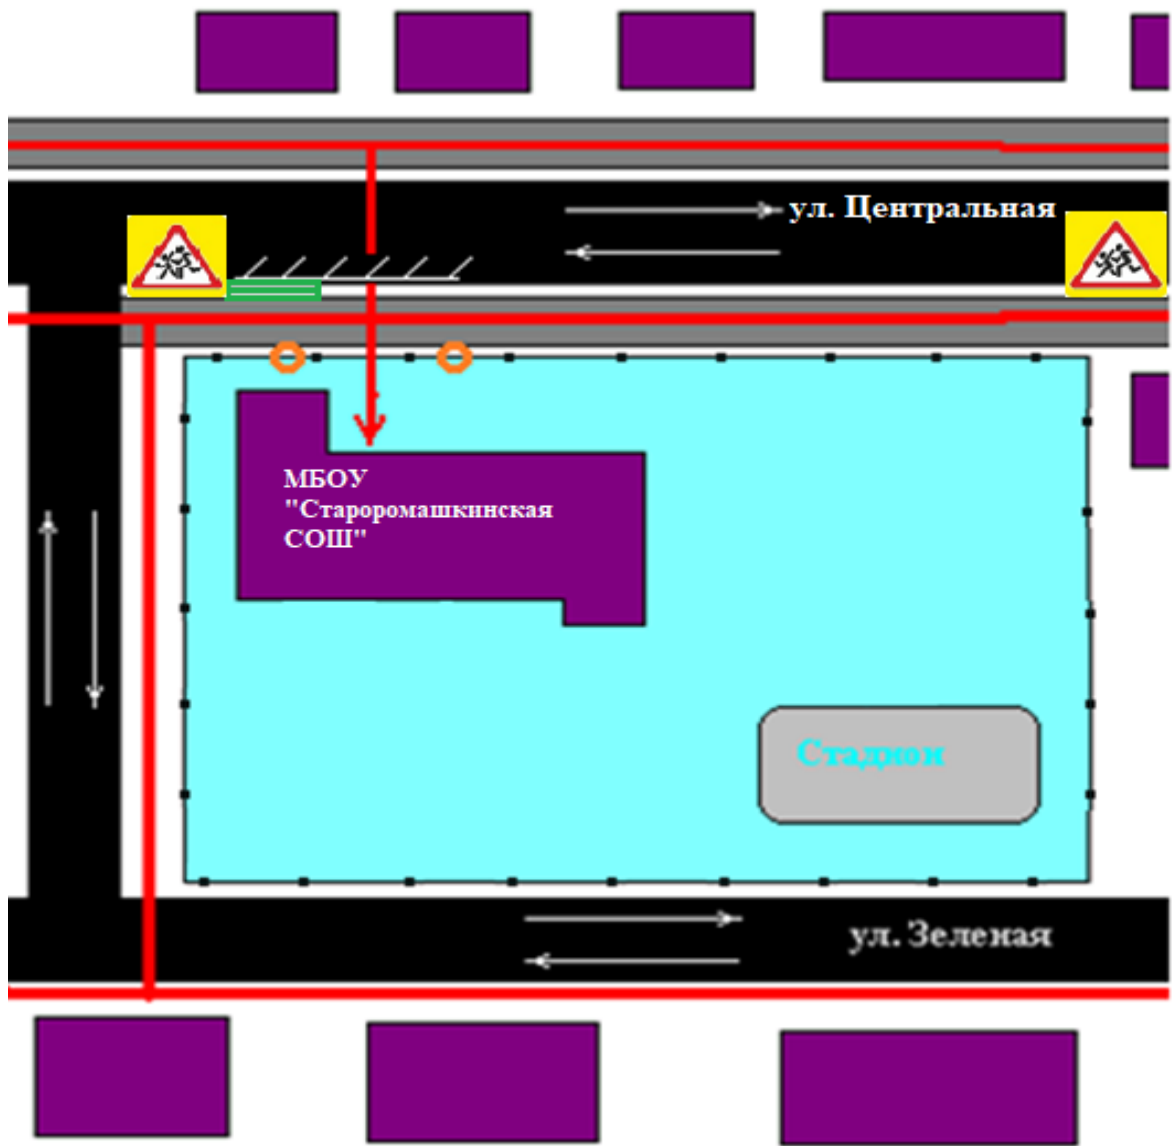 ул. Центральная
МБОУ
"Староромашкинская
СОШ"
Стадион
ул. Зеленая